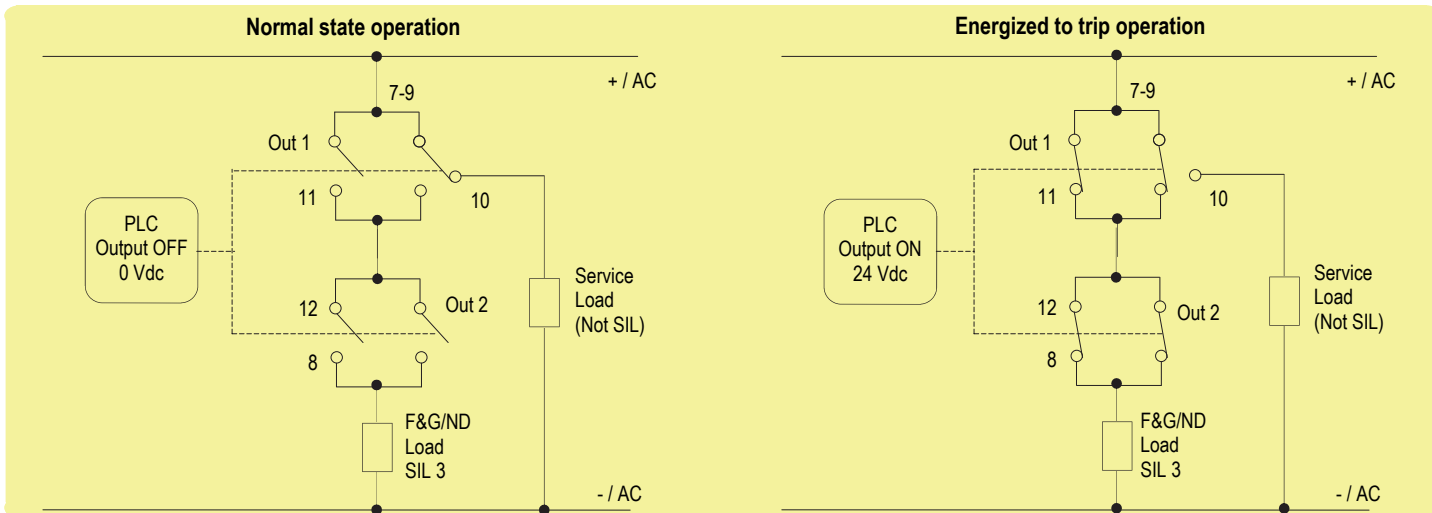 Normal state operation
+ / AC
7-9
Out 1
11
10
PLC
Output OFF
0 Vdc
12
Out 2
8
Service
Load
(Not SIL)
F&G/ND
Load
SIL 3
- / AC
Energized to trip operation
+ / AC
7-9
Out 1
11
10
PLC
Output ON
24 Vdc
12
Out 2
8
Service
Load
(Not SIL)
F&G/ND
Load
SIL 3
- / AC